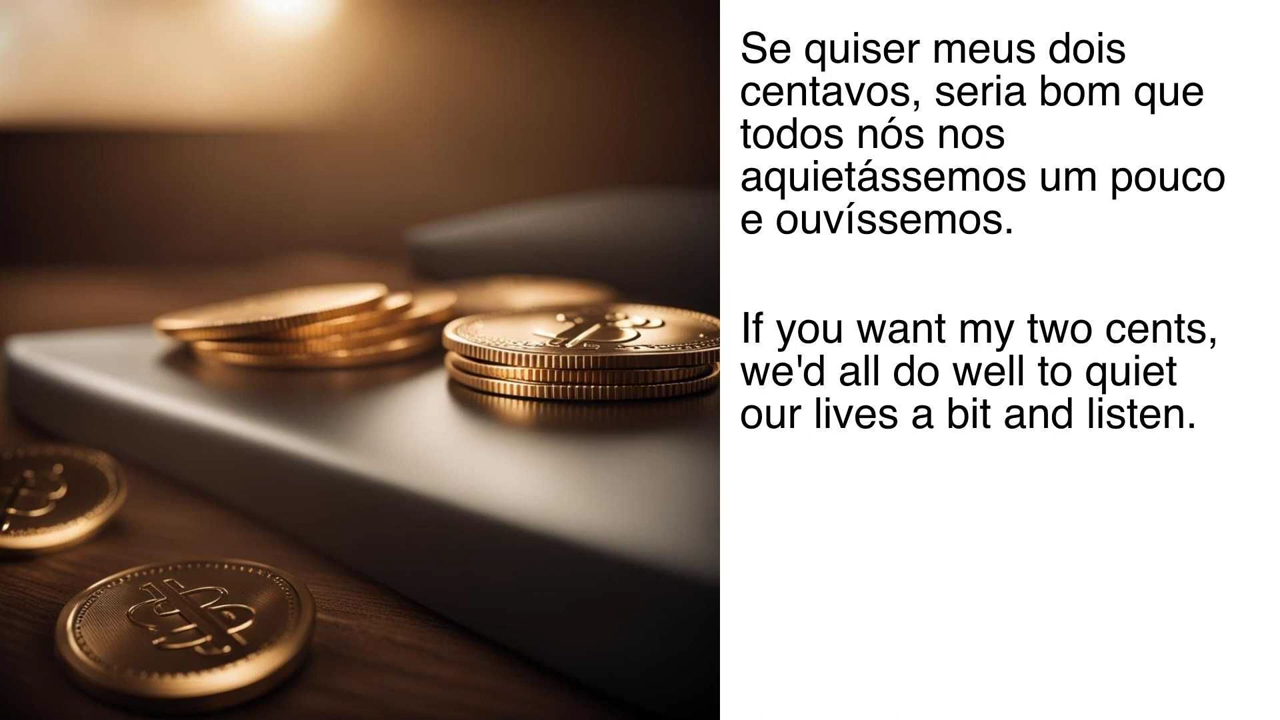 Se quiser meus dois
centavos, seria bom que
todos nós nos
aquietássemos um pouco
e ouvíssemos.
If you want my two cents,
we'd all do well to quiet
our lives a bit and listen.